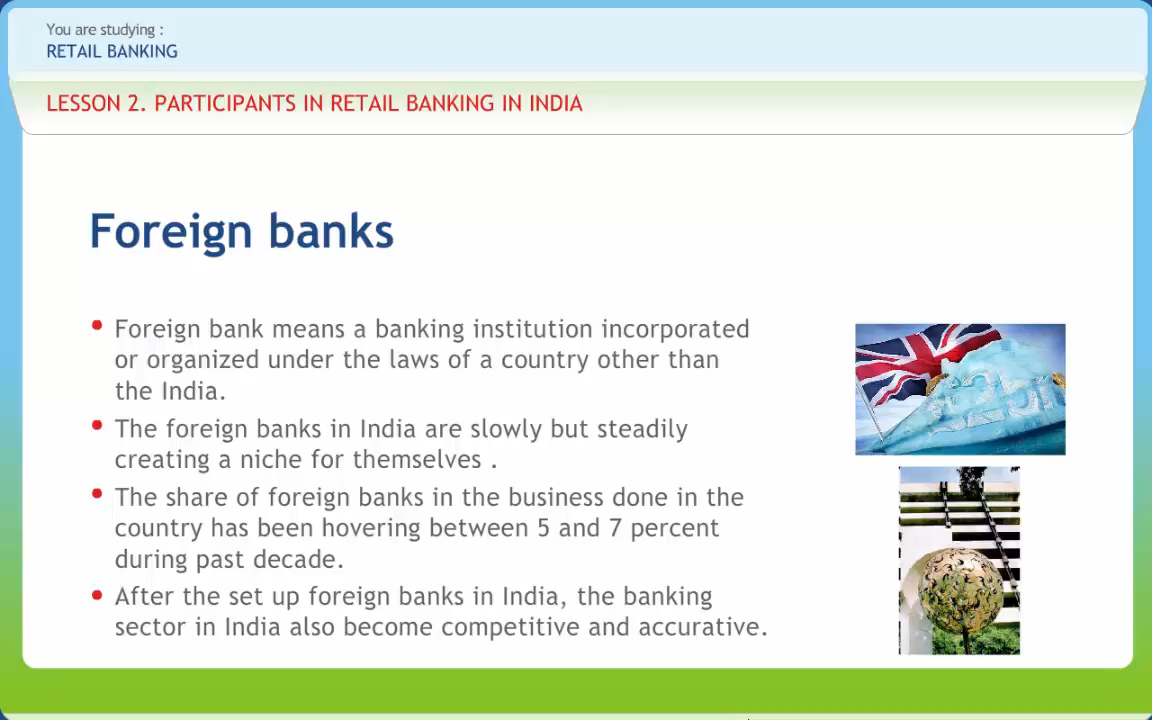 You are studying :
RETAIL BANKING
LESSON 2. PARTICIPANTS IN RETAIL BANKING IN INDIA
Foreign banks
• Foreign bank means a banking institution incorporated
or organized under the laws of a country other than
the India.
• The foreign banks in India are slowly but steadily
creating a niche for themselves .
• The share of foreign banks in the business done in the
country has been hovering between 5 and 7 percent
during past decade.
• After the set up foreign banks in India, the banking
sector in India also become competitive and accurative.